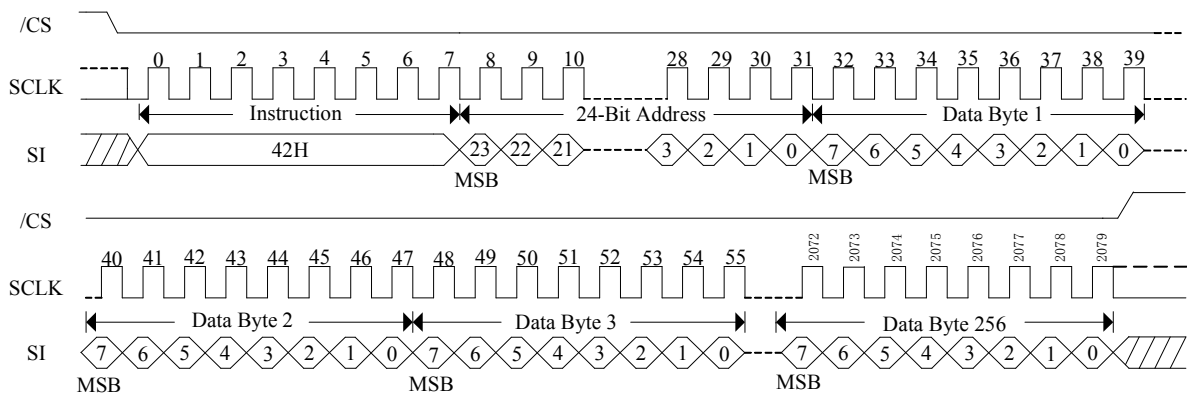 /CS
SCLK 0 1 2 3 4 5 6 7 8 9 10 28 29 30 31 32 33 34 35 36 37 38 39
Instruction 24-Bit Address Data Byte 1
SI 42H 23 22 21 3 2 1 0 7 6 5 4 3 2 1 0
MSB MSB
/CS
SCLK 40 41 42 43 44 45 46 47 48 49 50 51 52 53 54 55 2072 2073 2074 2075 2076 2077 2078 2079
Data Byte 2 Data Byte 3 Data Byte 256
SI 7 6 5 4 3 2 1 0 7 6 5 4 3 2 1 0 7 6 5 4 3 2 1 0
MSB MSB MSB